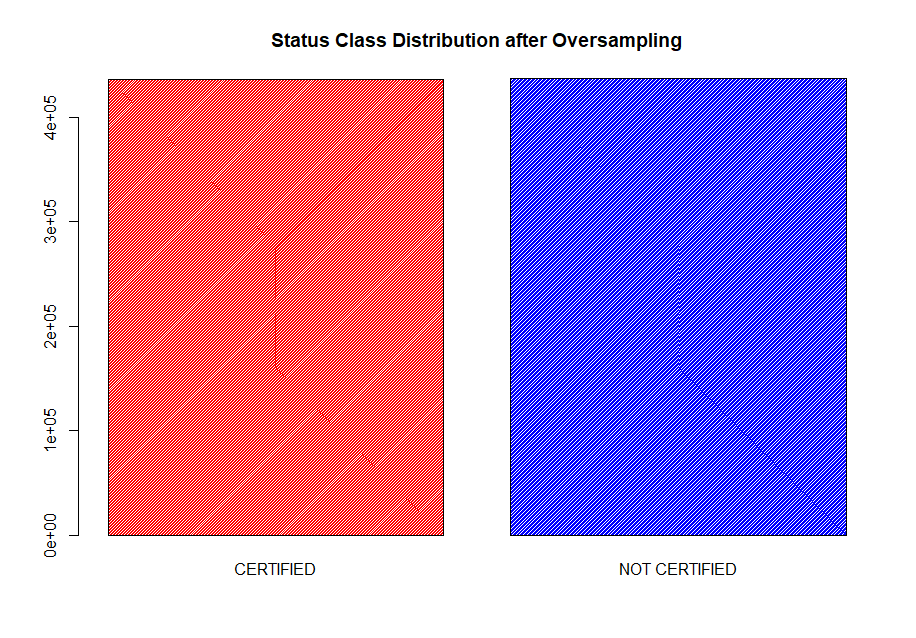 Status Class Distribution after Oversampling
4e+05
3e+05
2e+05
1e+05
0e+00
CERTIFIED
NOT CERTIFIED